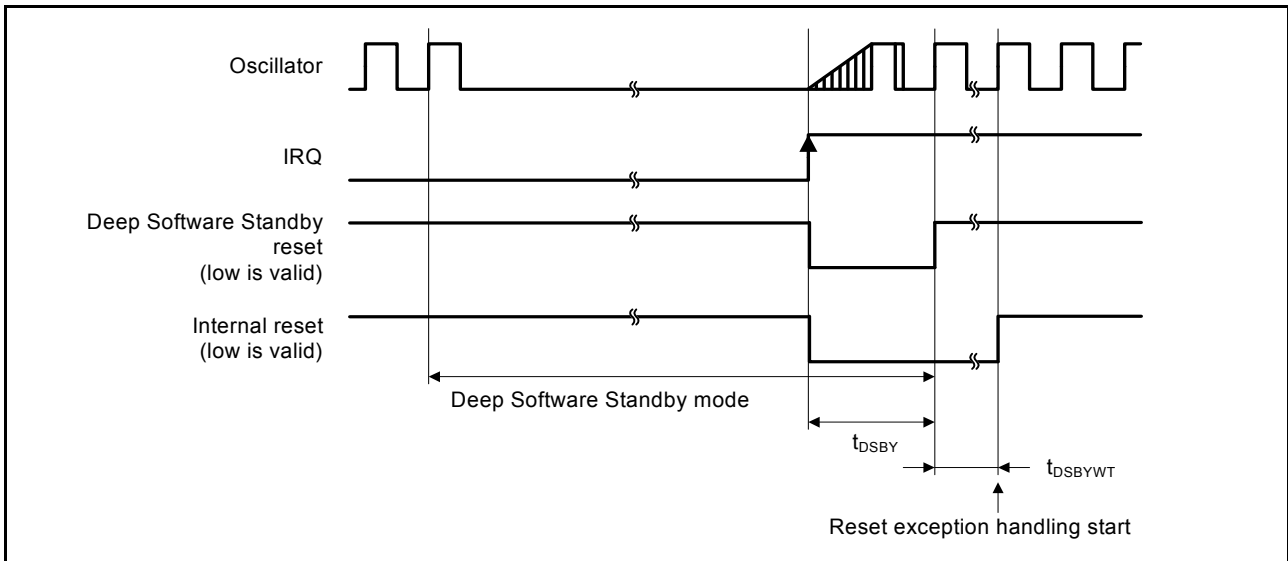 Oscillator
IRQ
Deep Software Standby
reset
(low is valid)
Internal reset
(low is valid)
Deep Software Standby mode
tDSBY
tDSBYWT
Reset exception handling start